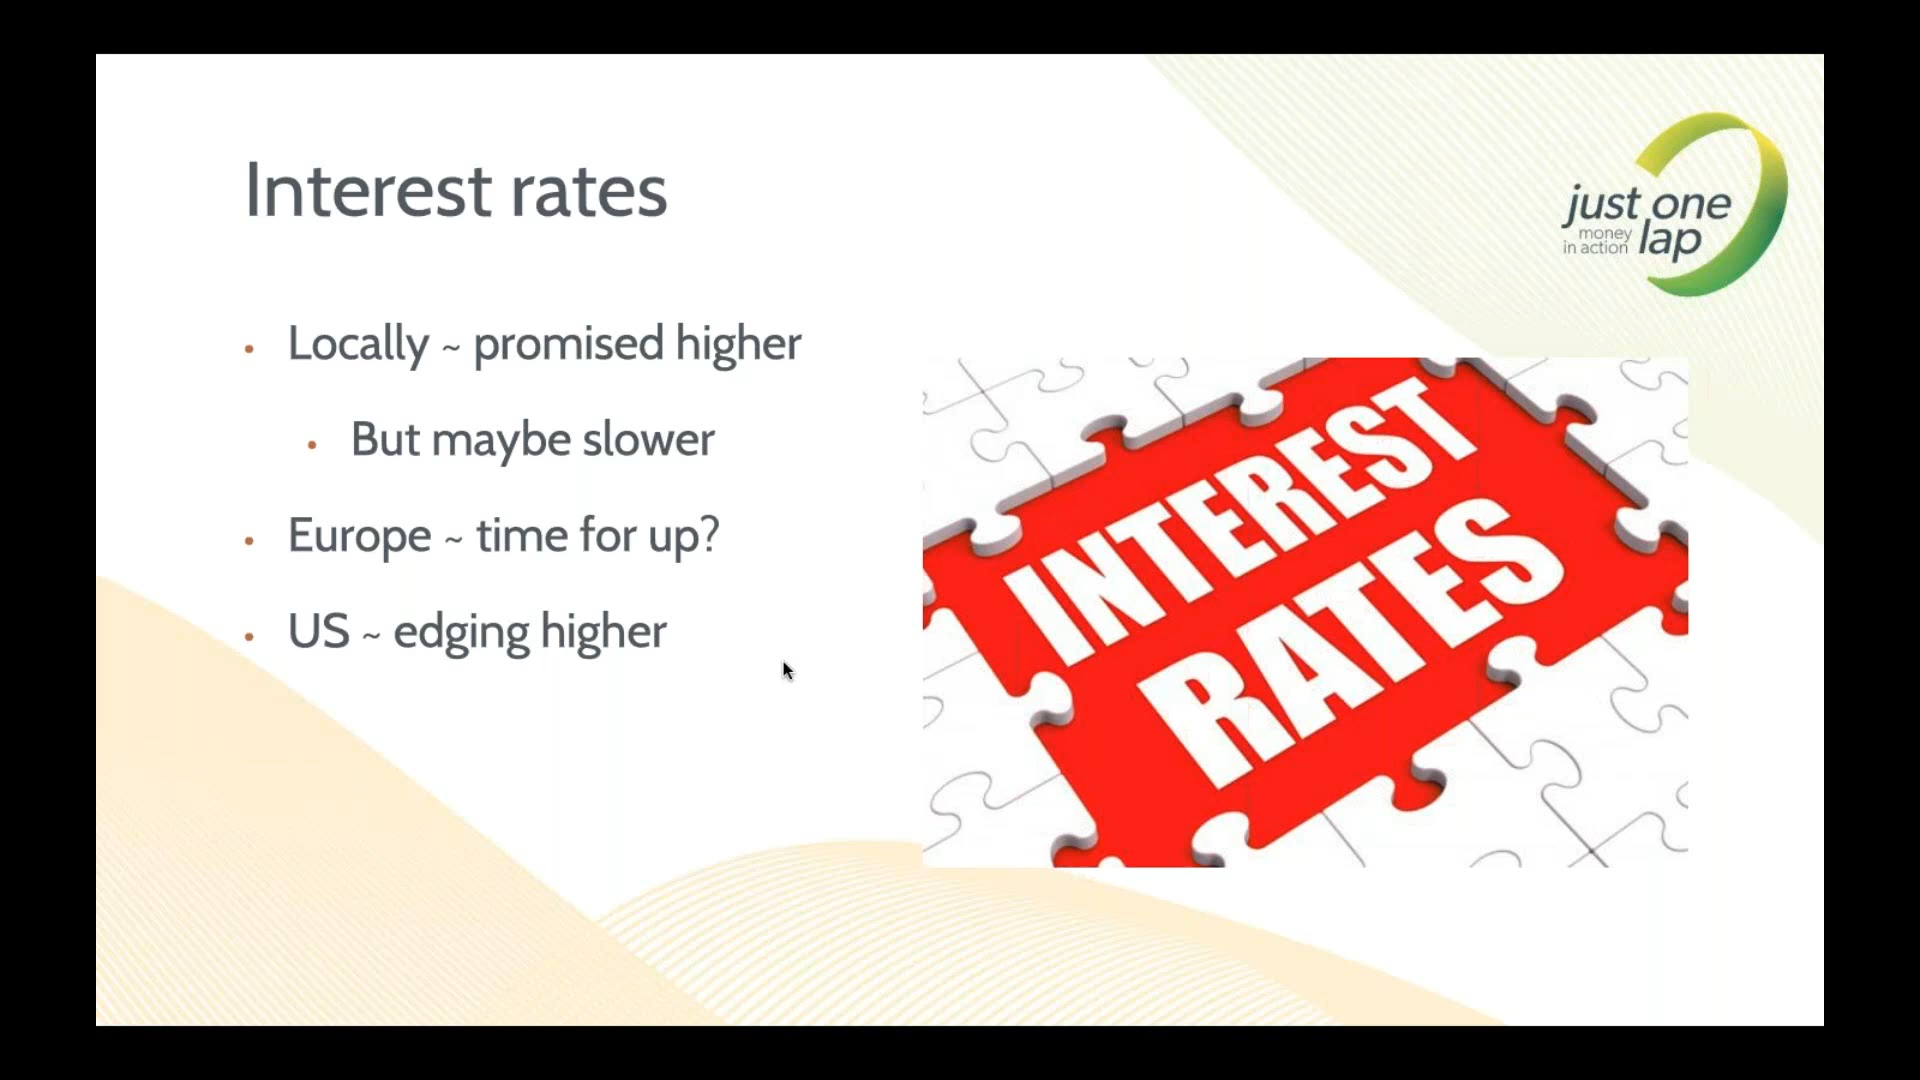 Interest rates
just one
money
in action
lap
• Locally ~ promised higher
• But maybe slower
• Europe ~ time for up?
• US ~ edging higher
INTEREST
RATES